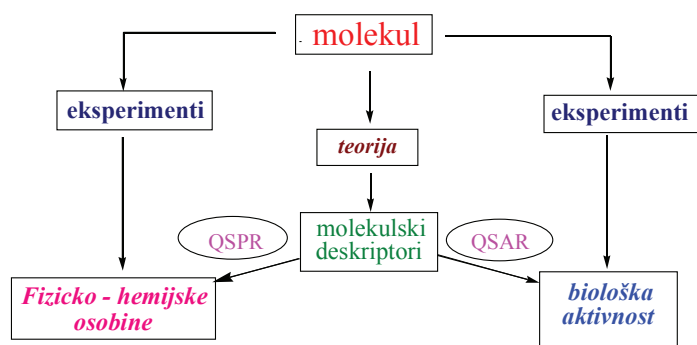 molekul
eksperimenti
eksperimenti
teorija
QSPR
molekulski
deskriptori
QSAR
Fizicko - hemijske
osobine
biološka
aktivnost